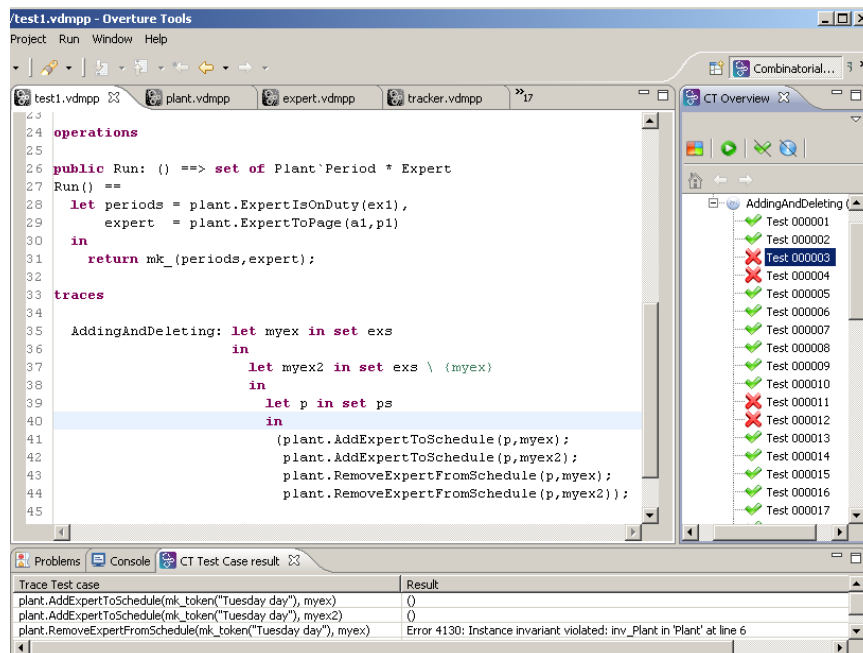 /test1.vdmpp - Overture Tools
Project Run Window Help
Combinatorial...
test1.vdmpp
plant.vdmpp
expert.vdmpp
tracker.vdmpp
17
CT Overview
23
24 operations
25
26 public Run: () ==> set of Plant`Period * Expert
27 Run() ==
28 let periods = plant.ExpertIsOnDuty(ex1),
29 expert = plant.ExpertToPage(a1,p1)
30 in
31 return mk_(periods,expert);
32
33 traces
34
35 AddingAndDeleting: let myex in set exs
36 in
37 let myex2 in set exs \ {myex}
38 in
39 let p in set ps
40 in
41 (plant.AddExpertToSchedule(p,myex);
42 plant.AddExpertToSchedule(p,myex2);
43 plant.RemoveExpertFromSchedule(p,myex);
44 plant.RemoveExpertFromSchedule(p,myex2));
45
AddingAndDeleting (
Test 000001
Test 000002
Test 000003
Test 000004
Test 000005
Test 000006
Test 000007
Test 000008
Test 000009
Test 000010
Test 000011
Test 000012
Test 000013
Test 000014
Test 000015
Test 000016
Test 000017
Problems
Console
CT Test Case result
Trace Test case Result
plant.AddExpertToSchedule(mk_token("Tuesday day"), myex) ()
plant.AddExpertToSchedule(mk_token("Tuesday day"), myex2) ()
plant.RemoveExpertFromSchedule(mk_token("Tuesday day"), myex) Error 4130: Instance invariant violated: inv_Plant in 'Plant' at line 6